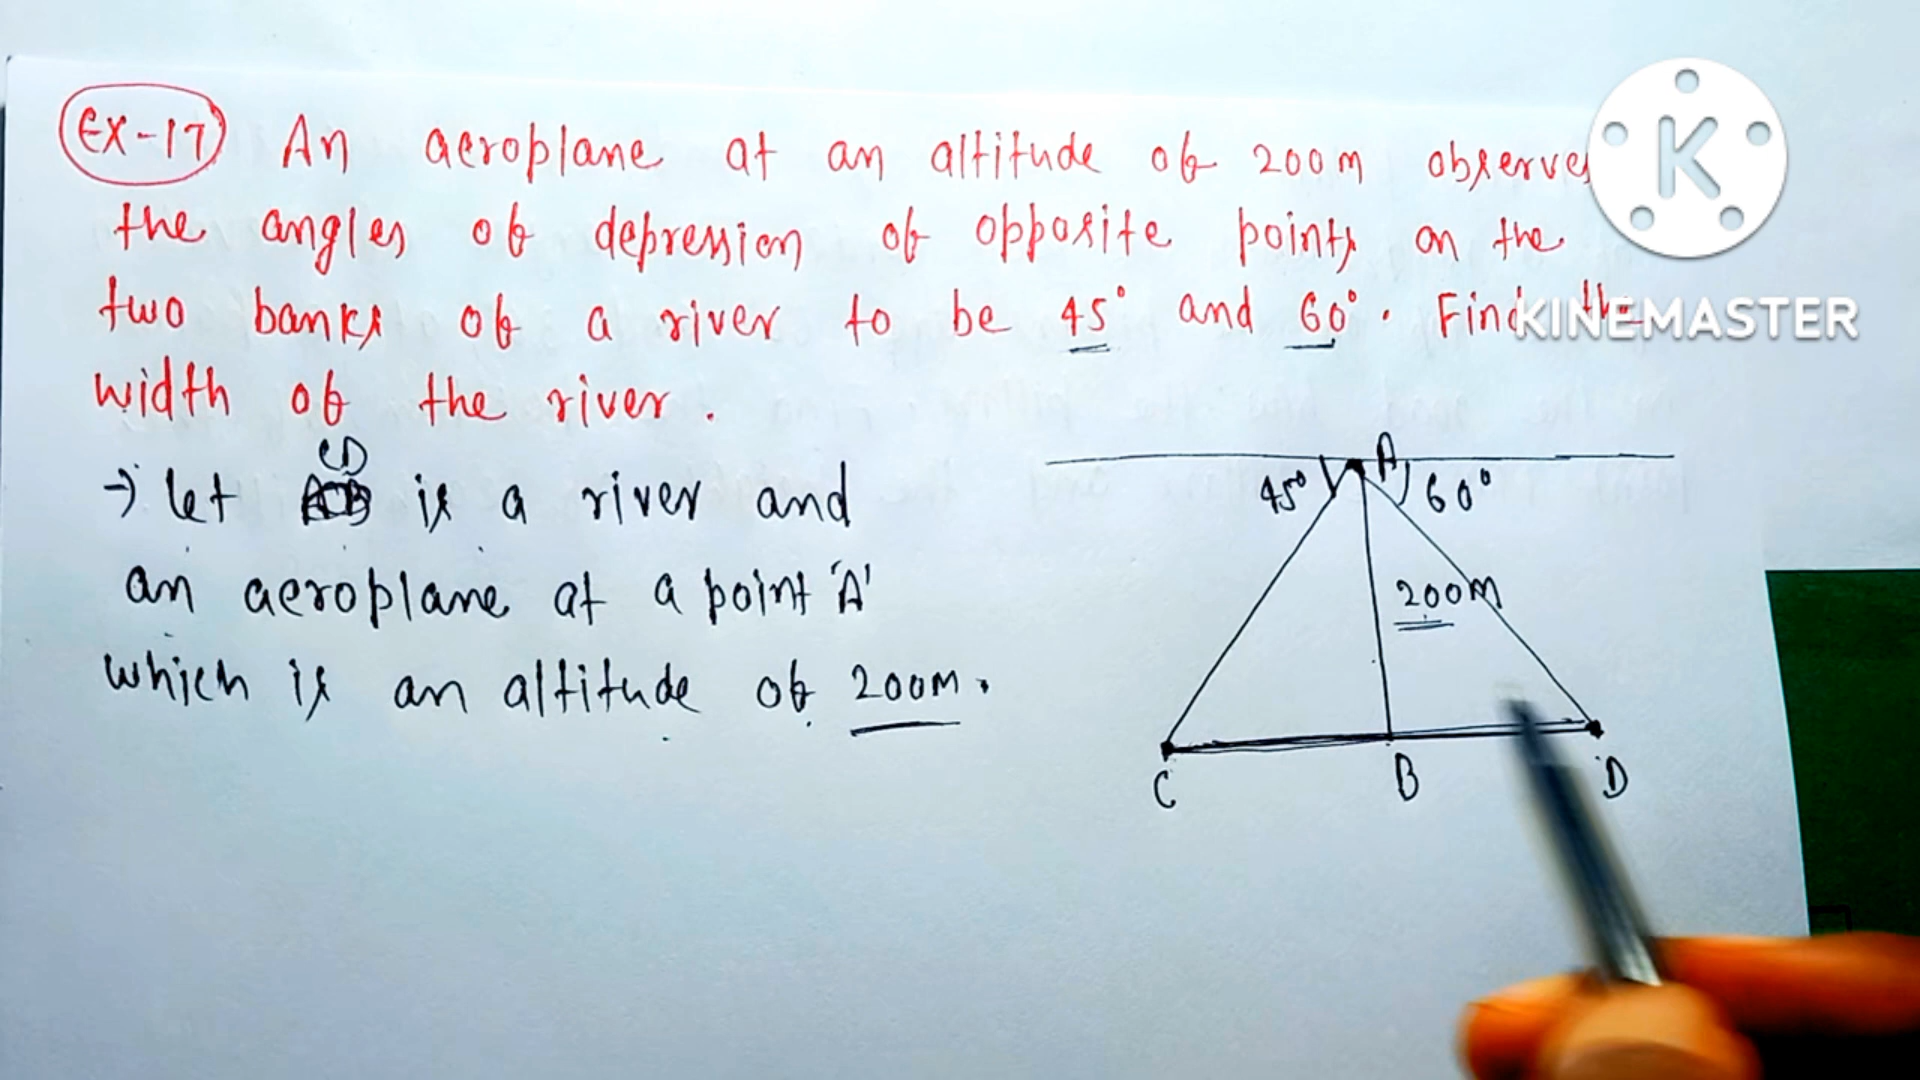 Ex-17 An aeroplane at an altitude of 200m observes
the angles of depression of opposite points on the
two banks of a river to be 45° and 60°. Find the
width of the river.
→ let CD is a river and
an aeroplane at a point 'A'
which is an altitude of 200m.
A
45° 60°
200m
C B D
K
KINEMASTER